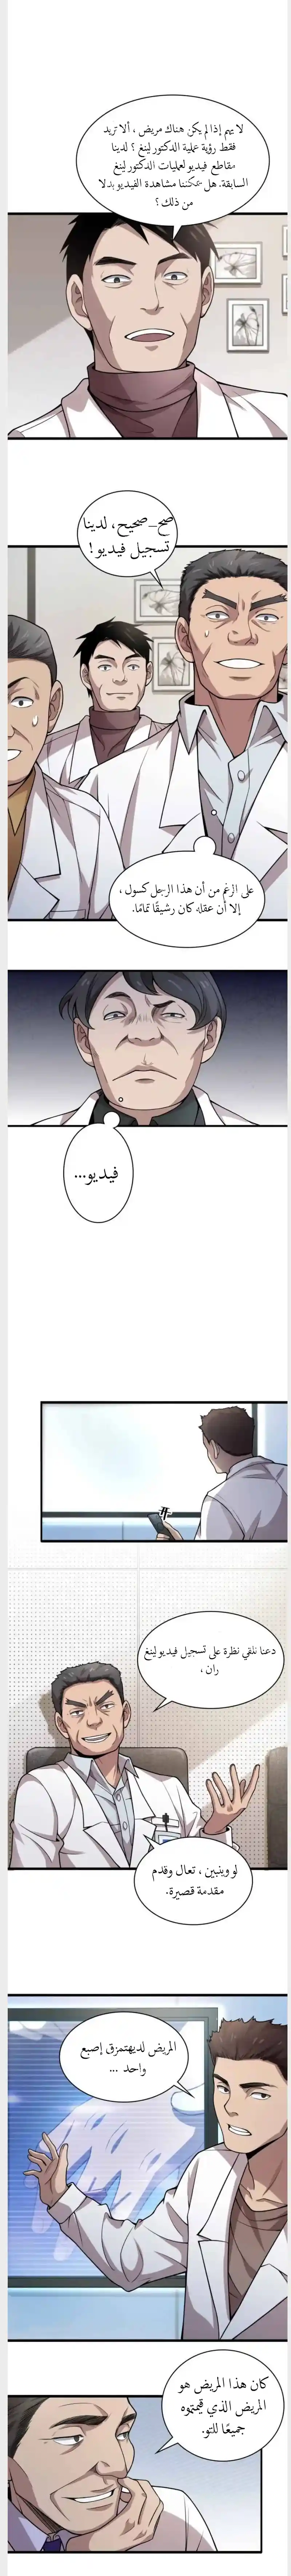 لا يهم إذا لم يكن هناك مريض ، ألا تريد
فقط رؤية عملية الدكتور لينغ ؟ لدينا
مقاطع فيديو لعمليات الدكتور لينغ
السابقة. هل يمكننا مشاهدة الفيديو بدلا
من ذلك ؟
صح_صحيح، لدينا
تسجيل فيديو!
على الرغم من أن هذا الرجل كسول ،
إلا أن عقله كان رشيقًا تمامًا.
فيديو...
开
دعنا نلقي نظرة على تسجيل فيديو لينغ
ران ،
لو وينبين ، تعال وقدم
مقدمة قصيرة.
المريض لديهتمزق إصبع
واحد ...
كان هذا المريض هو
المريض الذي قيمتموه
جميعًا للتو.